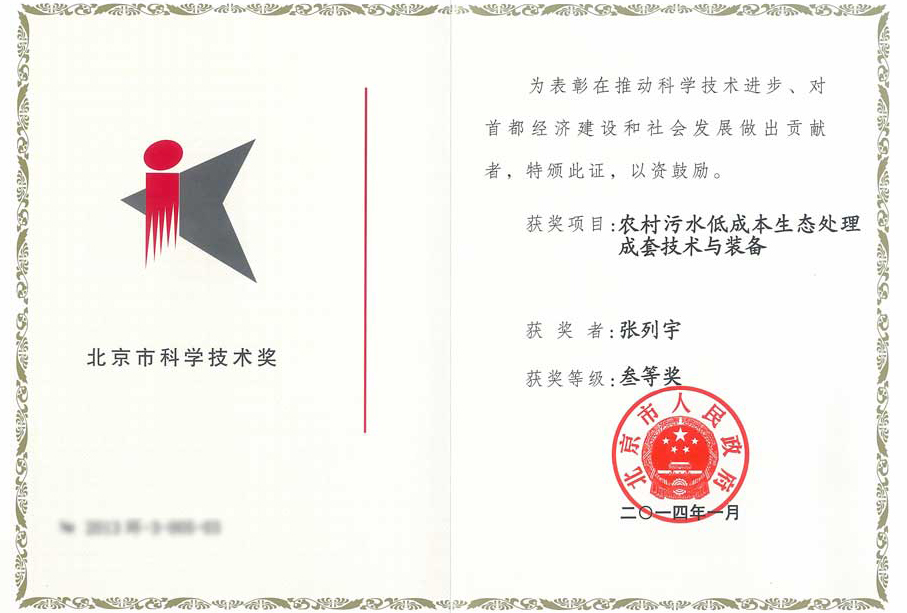 北京市科学技术奖
为表彰在推动科学技术进步、对
首都经济建设和社会发展做出贡献
者，特颁此证，以资鼓励。
获奖项目：农村污水低成本生态处理
成套技术与装备
获奖者：张列宇
获奖等级：叁等奖
北京市人民政府
二〇一四年一月